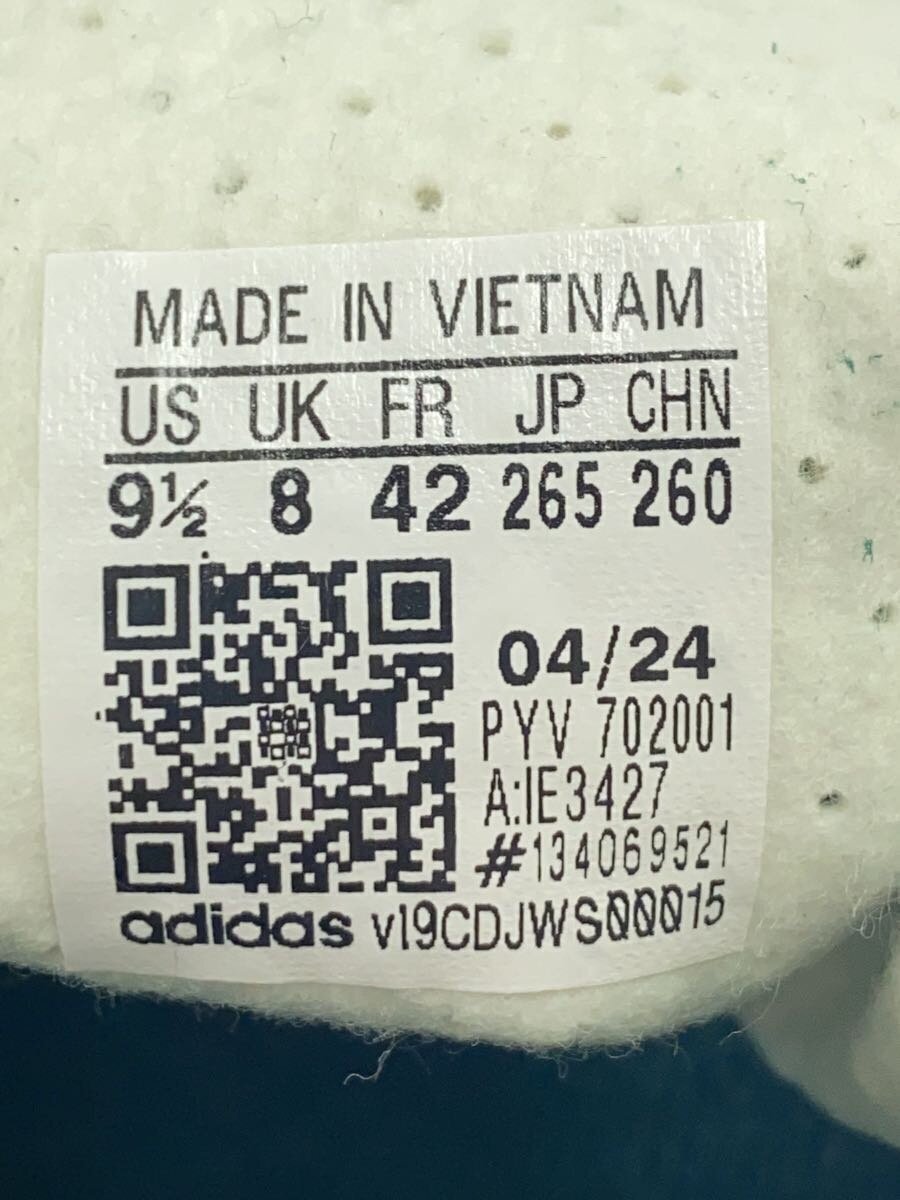 MADE IN VIETNAM
US UK FR JP CHN
9½ 8 42 265 260
04/24
PYV 702001
A:IE3427
#134069521
adidas vl9CDJWS00015